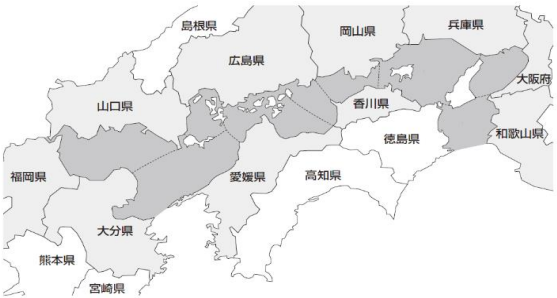 島根県
岡山県
兵庫県
広島県
大阪府
山口県
香川県
徳島県
和歌山県
福岡県
愛媛県
高知県
大分県
熊本県
宮崎県